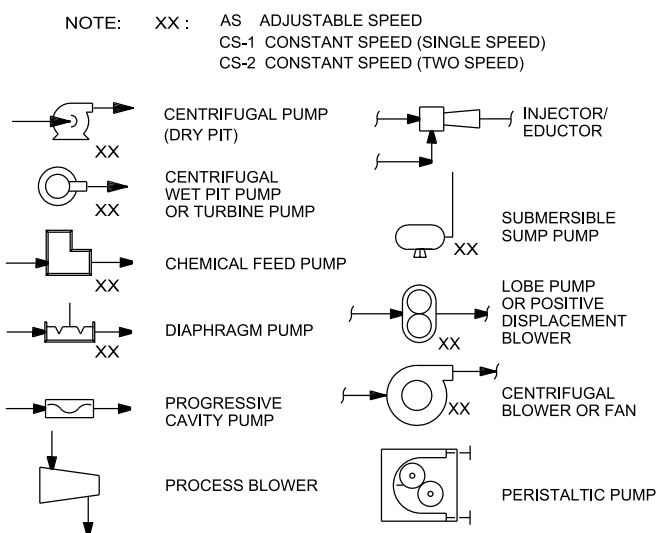 NOTE: XX : AS ADJUSTABLE SPEED
CS-1 CONSTANT SPEED (SINGLE SPEED)
CS-2 CONSTANT SPEED (TWO SPEED)
CENTRIFUGAL PUMP
(DRY PIT)
XX
CENTRIFUGAL
WET PIT PUMP
OR TURBINE PUMP
XX
CHEMICAL FEED PUMP
XX
DIAPHRAGM PUMP
XX
PROGRESSIVE
CAVITY PUMP
PROCESS BLOWER
INJECTOR/
EDUCTOR
SUBMERSIBLE
SUMP PUMP
XX
LOBE PUMP
OR POSITIVE
DISPLACEMENT
BLOWER
XX
CENTRIFUGAL
BLOWER OR FAN
XX
PERISTALTIC PUMP